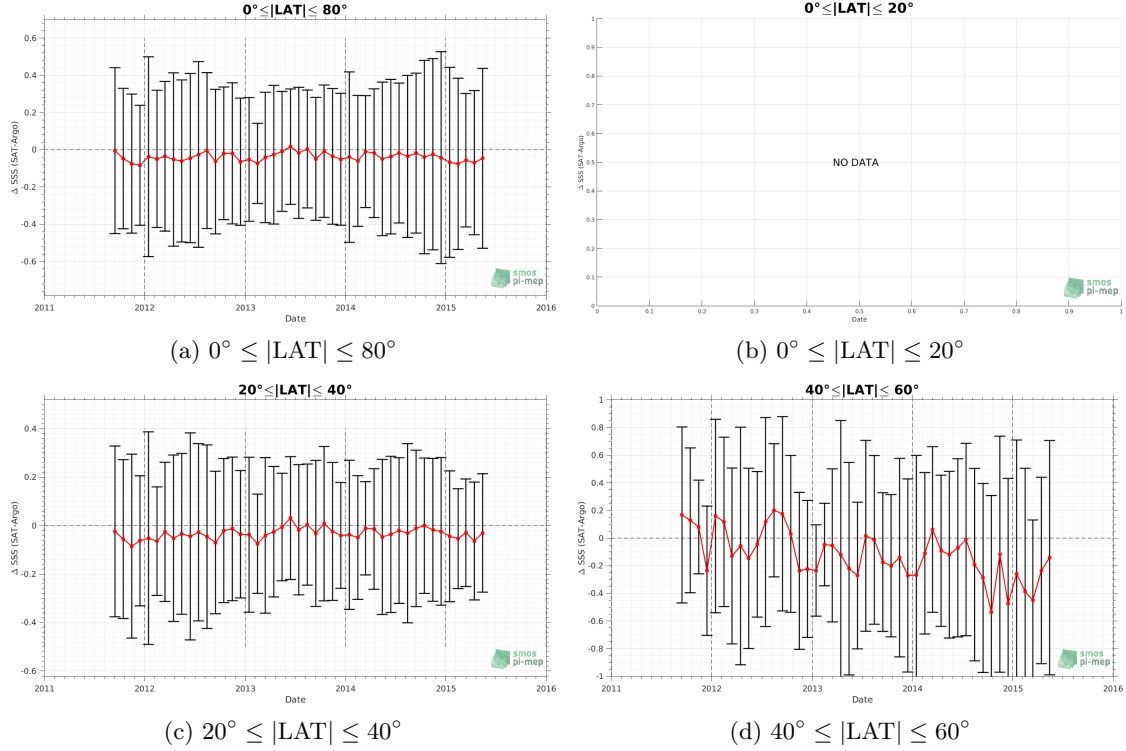 0°≤|LAT|≤ 80°
0.6
0.4
0.2
0
-0.2
-0.4
-0.6
Δ SSS (SAT-Argo)
2011 2012 2013 2014 2015 2016
Date
smos
pi-mep
(a) 0° ≤ |LAT| ≤ 80°
0°≤|LAT|≤ 20°
1
0.9
0.8
0.7
0.6
0.5
0.4
0.3
0.2
0.1
0
Δ SSS (SAT-Argo)
NO DATA
0 0.1 0.2 0.3 0.4 0.5 0.6 0.7 0.8 0.9 1
Date
smos
pi-mep
(b) 0° ≤ |LAT| ≤ 20°
20°≤|LAT|≤ 40°
0.4
0.2
0
-0.2
-0.4
-0.6
Δ SSS (SAT-Argo)
2011 2012 2013 2014 2015 2016
Date
smos
pi-mep
(c) 20° ≤ |LAT| ≤ 40°
40°≤|LAT|≤ 60°
1
0.8
0.6
0.4
0.2
0
-0.2
-0.4
-0.6
-0.8
-1
Δ SSS (SAT-Argo)
2011 2012 2013 2014 2015 2016
Date
smos
pi-mep
(d) 40° ≤ |LAT| ≤ 60°